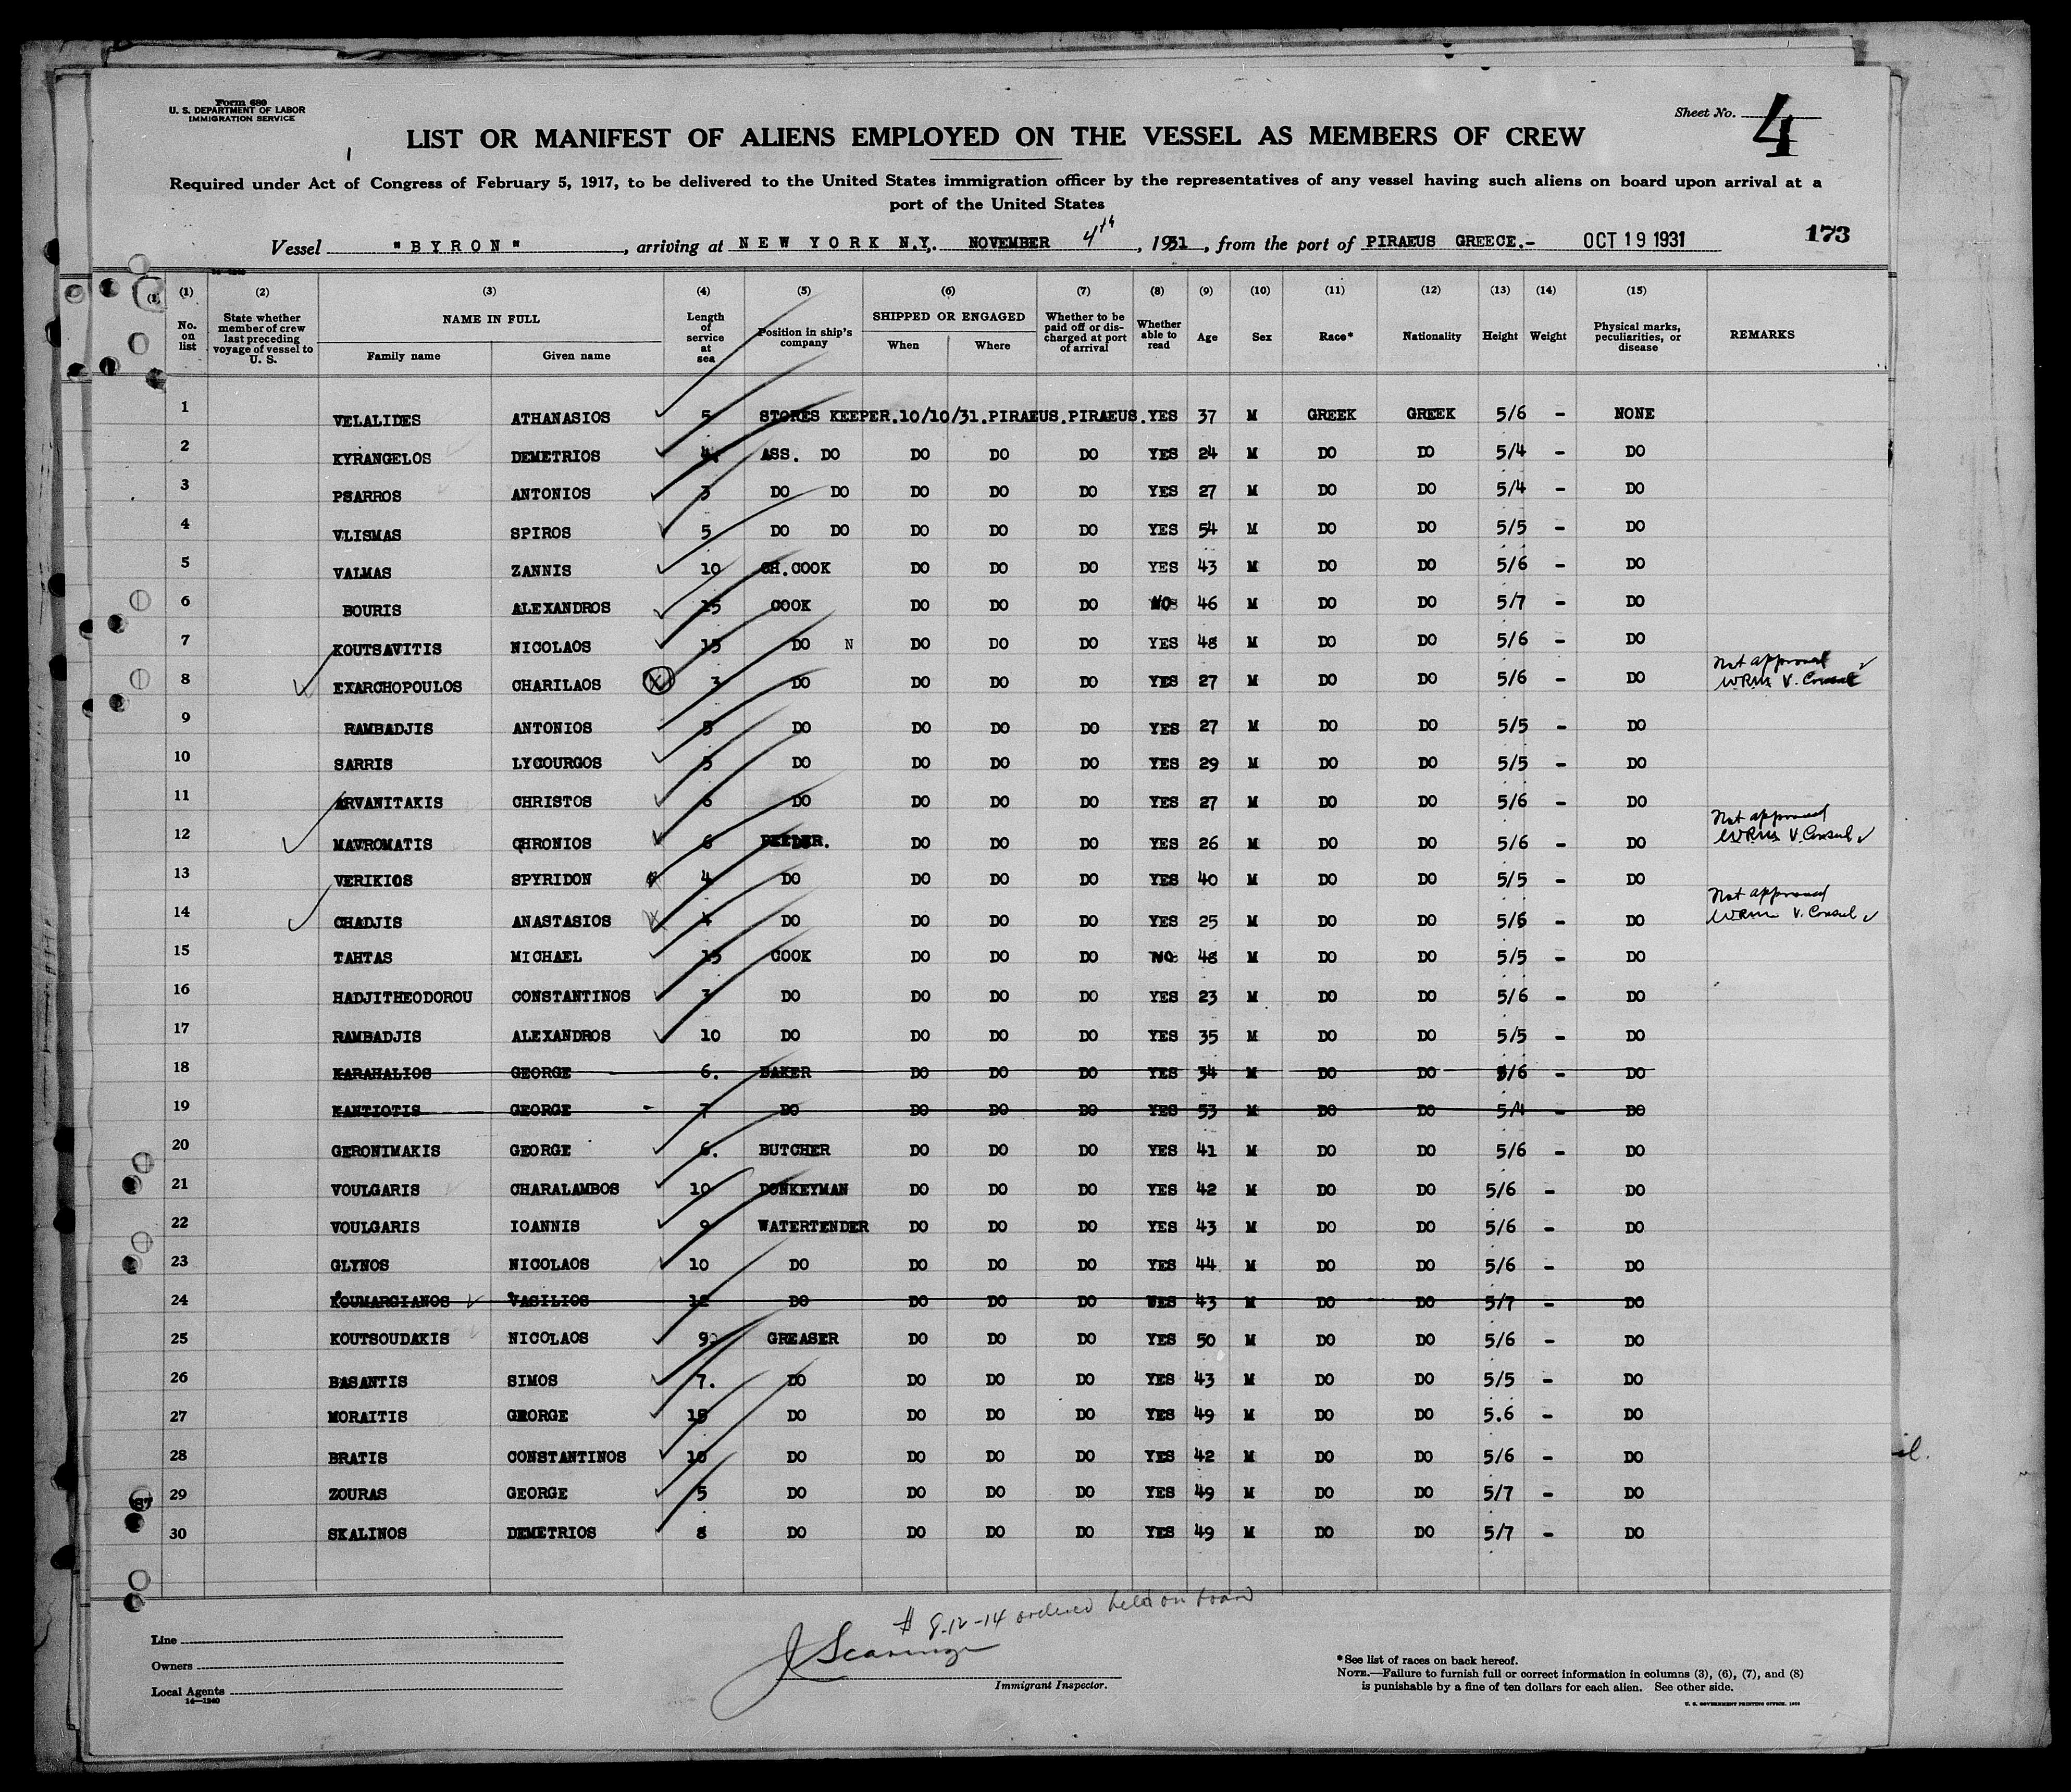 Form 680
U. S. DEPARTMENT OF LABOR
IMMIGRATION SERVICE
Sheet No. 4
LIST OR MANIFEST OF ALIENS EMPLOYED ON THE VESSEL AS MEMBERS OF CREW
Required under Act of Congress of February 5, 1917, to be delivered to the United States immigration officer by the representatives of any vessel having such aliens on board upon arrival at a
port of the United States
Vessel "BYRON", arriving at NEW YORK N.Y. NOVEMBER 4th, 1931, from the port of PIRAEUS GREECE.- OCT 19 1931 173
(1) (2) (3) (4) (5) (6) (7) (8) (9) (10) (11) (12) (13) (14) (15)
No. on list State whether member of crew last preceding voyage of vessel to U. S. NAME IN FULL Family name Given name Length of service at sea Position in ship's company SHIPPED OR ENGAGED When Where Whether to be paid off or discharged at port of arrival Whether able to read Age Sex Race* Nationality Height Weight Physical marks, peculiarities, or disease REMARKS
1 VELALIDES ATHANASIOS 5 STORES KEEPER.10/10/31.PIRAEUS.PIRAEUS.YES 37 M GREEK GREEK 5/6 - NONE
2 KYRANGELOS DEMETRIOS 4 ASS. DO DO DO DO YES 24 M DO DO 5/4 - DO
3 PSARROS ANTONIOS 3 DO DO DO DO DO YES 27 M DO DO 5/4 - DO
4 VLISMAS SPIROS 5 DO DO DO DO DO YES 54 M DO DO 5/5 - DO
5 VALMAS ZANNIS 10 CH.COOK DO DO DO YES 43 M DO DO 5/6 - DO
6 BOURIS ALEXANDROS 15 COOK DO DO DO NO 46 M DO DO 5/7 - DO
7 KOUTSAVITIS NICOLAOS 15 DO N DO DO DO YES 48 M DO DO 5/6 - DO
8 EXARCHOPOULOS CHARILAOS 3 DO DO DO DO YES 27 M DO DO 5/6 - DO Not approved WRM V. Consul
9 RAMBADJIS ANTONIOS 5 DO DO DO DO YES 27 M DO DO 5/5 - DO
10 SARRIS LYCOURGOS 5 DO DO DO DO YES 29 M DO DO 5/5 - DO
11 ARVANITAKIS CHRISTOS 6 DO DO DO DO YES 27 M DO DO 5/6 - DO
12 MAVROMATIS CHRONIOS 6 DO DO DO YES 26 M DO DO 5/6 - DO Not approved WRM V. Consul
13 VERIKIOS SPYRIDON 4 DO DO DO DO YES 40 M DO DO 5/5 - DO
14 CHADJIS ANASTASIOS 4 DO DO DO DO YES 25 M DO DO 5/6 - DO Not approved WRM V. Consul
15 TAHTAS MICHAEL 15 COOK DO DO DO NO 48 M DO DO 5/5 - DO
16 HADJITHEODOROU CONSTANTINOS 3 DO DO DO DO YES 23 M DO DO 5/6 - DO
17 RAMBADJIS ALEXANDROS 10 DO DO DO DO YES 35 M DO DO 5/5 - DO
18 KARAHALIOS GEORGE 6. BAKER DO DO DO YES 34 M DO DO 5/6 - DO
19 KANTIOTIS GEORGE 7 DO DO DO DO YES 53 M DO DO 5/4 - DO
20 GERONIMAKIS GEORGE 6. BUTCHER DO DO DO YES 41 M DO DO 5/6 - DO
21 VOULGARIS CHARALAMBOS 10 DONKEYMAN DO DO DO YES 42 M DO DO 5/6 - DO
22 VOULGARIS IOANNIS 9 WATERTENDER DO DO DO YES 43 M DO DO 5/6 - DO
23 GLYNOS NICOLAOS 10 DO DO DO DO YES 44 M DO DO 5/6 - DO
24 KOUMARGIANOS VASILIOS 12 DO DO DO DO YES 43 M DO DO 5/7 - DO
25 KOUTSOUDAKIS NICOLAOS 9 GREASER DO DO DO YES 50 M DO DO 5/6 - DO
26 BASANTIS SIMOS 7. DO DO DO DO YES 43 M DO DO 5/5 - DO
27 MORAITIS GEORGE 15 DO DO DO DO YES 49 M DO DO 5.6 - DO
28 BRATIS CONSTANTINOS 10 DO DO DO DO YES 42 M DO DO 5/6 - DO
29 ZOURAS GEORGE 5 DO DO DO DO YES 49 M DO DO 5/7 - DO
30 SKALINOS DEMETRIOS 8 DO DO DO DO YES 49 M DO DO 5/7 - DO
# 8-12-14 ordered held on board
Line
Owners
Local Agents
14—1240
Immigrant Inspector.
*See list of races on back hereof.
NOTE.—Failure to furnish full or correct information in columns (3), (6), (7), and (8)
is punishable by a fine of ten dollars for each alien. See other side.